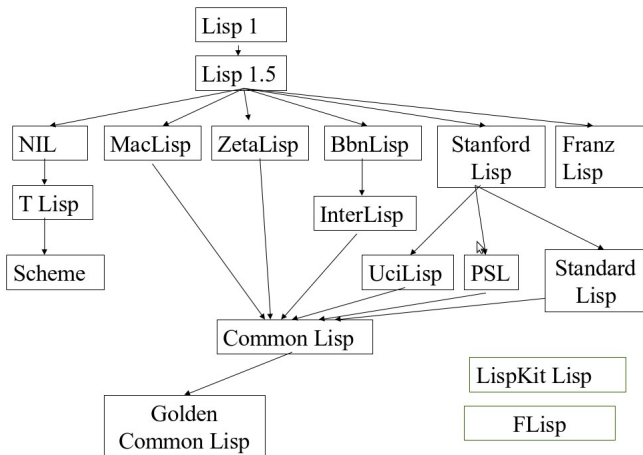 Lisp 1
Lisp 1.5
NIL
MacLisp
ZetaLisp
BbnLisp
Stanford
Lisp
Franz
Lisp
T Lisp
InterLisp
Scheme
UciLisp
PSL
Standard
Lisp
Common Lisp
LispKit Lisp
Golden
Common Lisp
FLisp